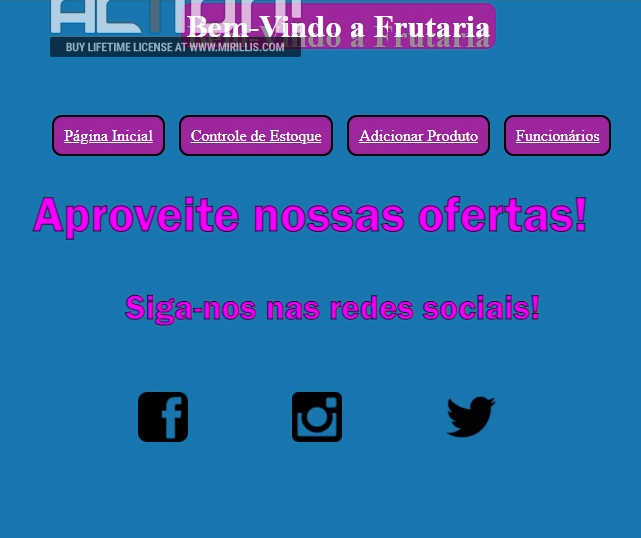 ACTION!
Bem-Vindo a Frutaria
BUY LIFETIME LICENSE AT WWW.MIRILLIS.COM
Página Inicial
Controle de Estoque
Adicionar Produto
Funcionários
Aproveite nossas ofertas!
Siga-nos nas redes sociais!